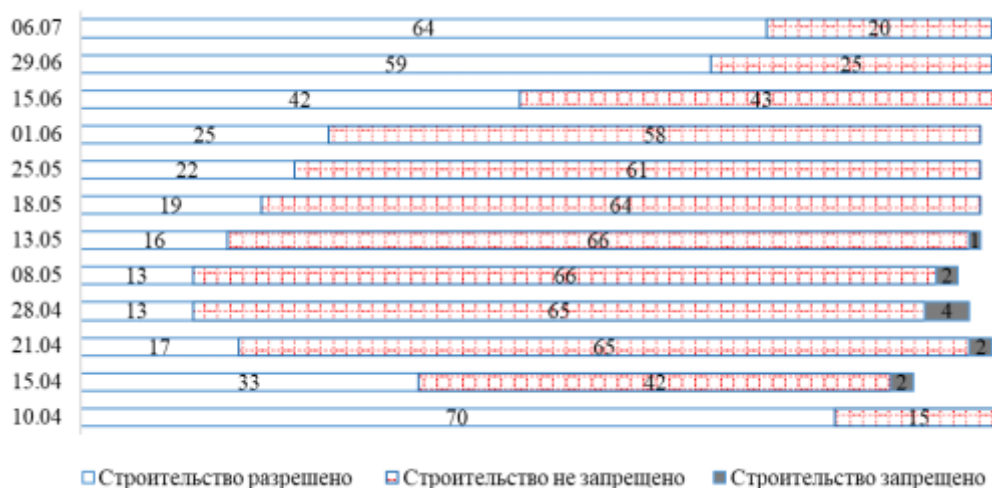 06.07 64 20
29.06 59 25
15.06 42 43
01.06 25 58
25.05 22 61
18.05 19 64
13.05 16 66 1
08.05 13 66 2
28.04 13 65 4
21.04 17 65 2
15.04 33 42 2
10.04 70 15
Строительство разрешено Строительство не запрещено Строительство запрещено